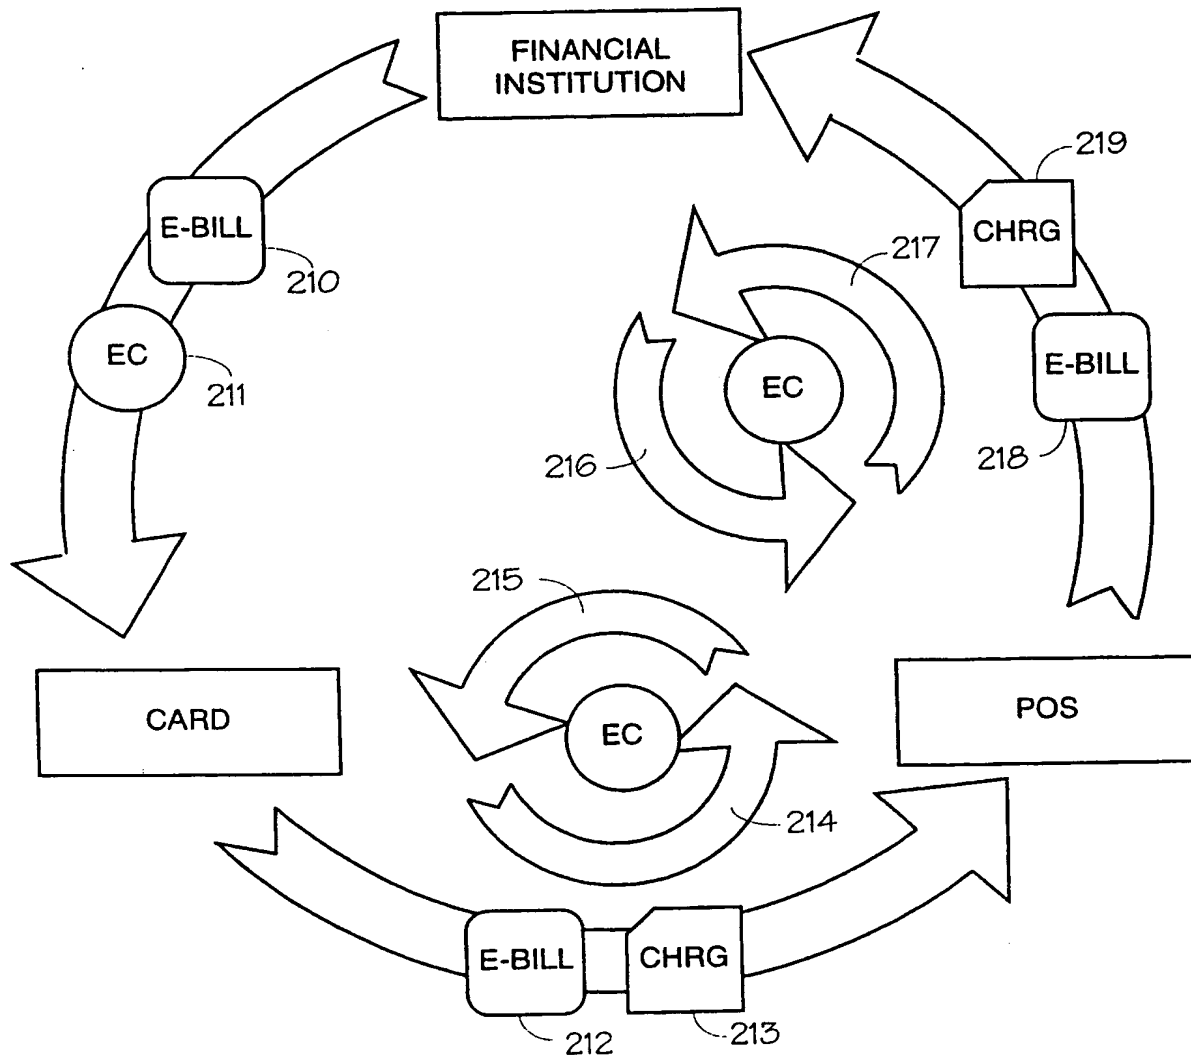 FINANCIAL
INSTITUTION
219
E-BILL
CHRG
217
210
EC
E-BILL
EC
211
216
218
215
CARD
EC
POS
214
E-BILL
CHRG
212
213